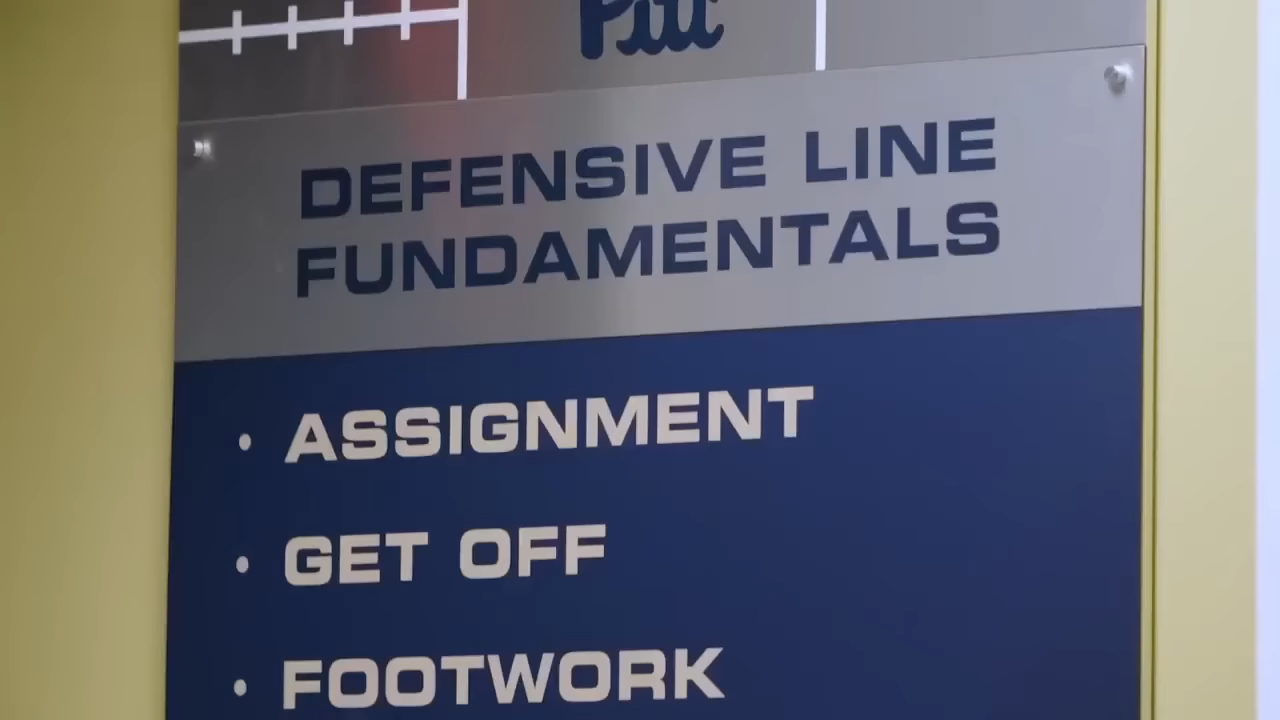 Pitt
DEFENSIVE LINE
FUNDAMENTALS
• ASSIGNMENT
• GET OFF
• FOOTWORK